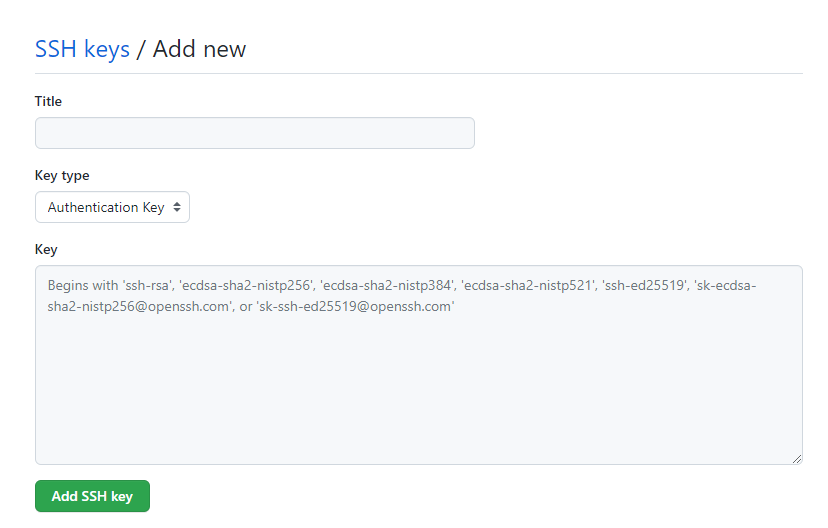 SSH keys / Add new
Title
Key type
Authentication Key
Key
Begins with 'ssh-rsa', 'ecdsa-sha2-nistp256', 'ecdsa-sha2-nistp384', 'ecdsa-sha2-nistp521', 'ssh-ed25519', 'sk-ecdsa-
sha2-nistp256@openssh.com', or 'sk-ssh-ed25519@openssh.com'
Add SSH key